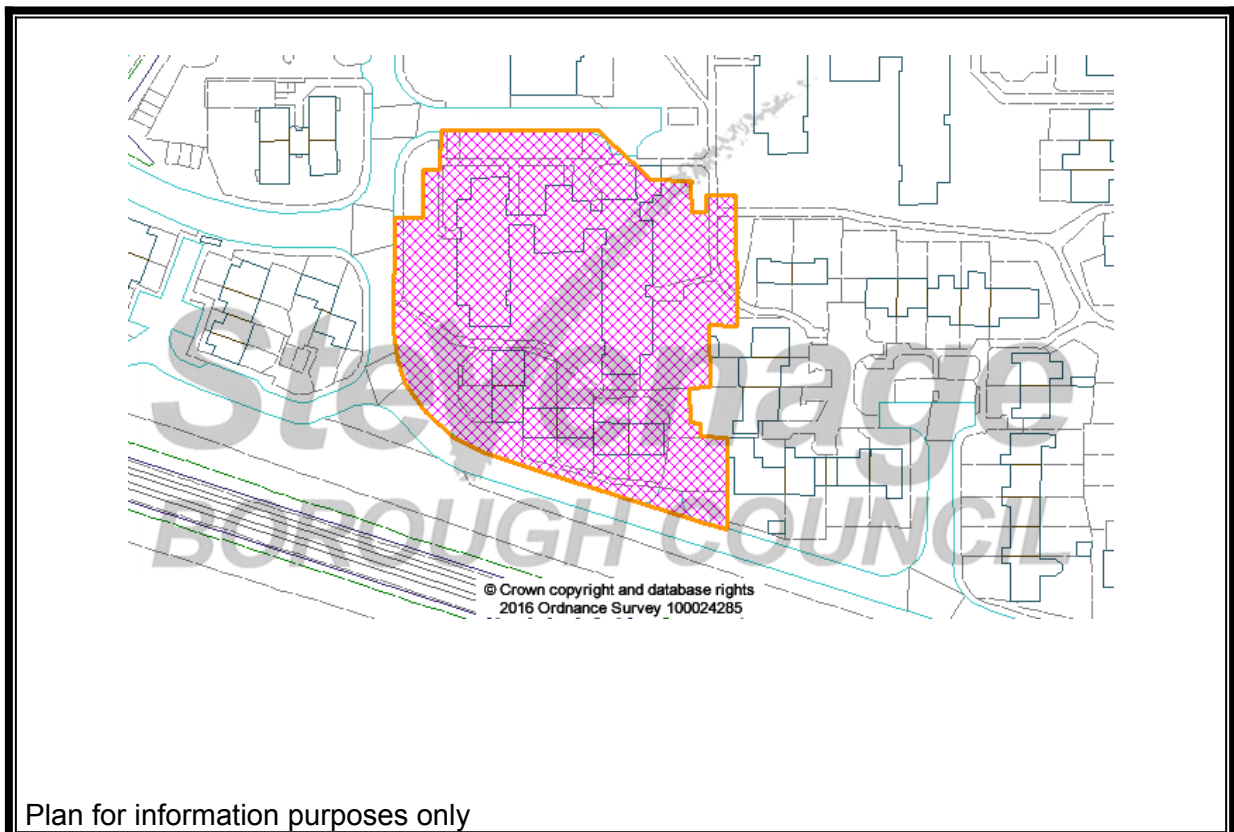 Stevenage
BOROUGH COUNCIL
© Crown copyright and database rights
2016 Ordnance Survey 100024285
Plan for information purposes only